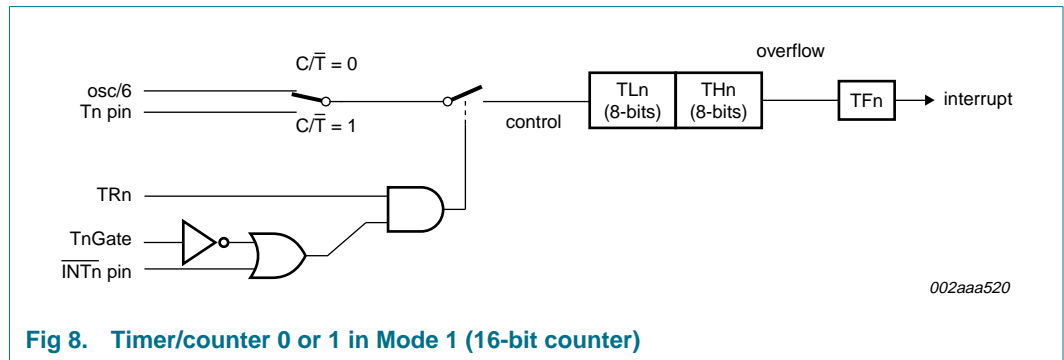 overflow
C/T̅ = 0
osc/6
Tn pin
C/T̅ = 1
control
TLn
(8-bits)
THn
(8-bits)
TFn
interrupt
TRn
TnGate
I̅N̅T̅n pin
002aaa520
Fig 8. Timer/counter 0 or 1 in Mode 1 (16-bit counter)